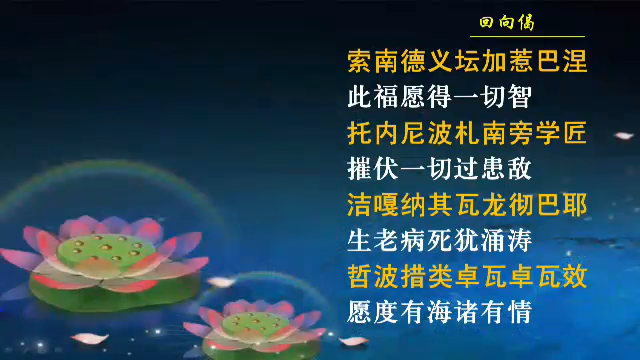 回向偈
索南德义坛加惹巴涅
此福愿得一切智
托内尼波札南旁学匠
摧伏一切过患敌
洁嘎纳其瓦龙彻巴耶
生老病死犹涌涛
哲波措类卓瓦卓瓦效
愿度有海诸有情